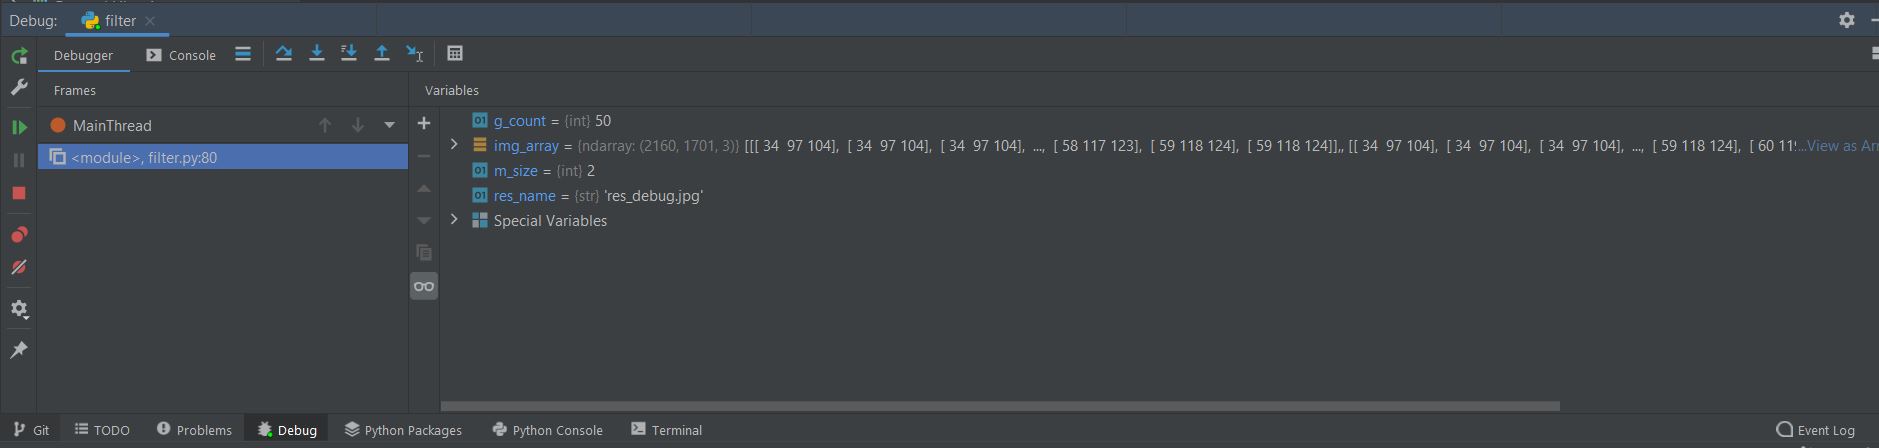 Debug: filter
Debugger Console
Frames Variables
MainThread
<module>, filter.py:80
g_count = {int} 50
img_array = {ndarray: (2160, 1701, 3)} [[[ 34  97 104],  [ 34  97 104],  [ 34  97 104],  ...,  [ 58 117 123],  [ 59 118 124],  [ 59 118 124]],, [[ 34  97 104],  [ 34  97 104],  [ 34  97 104],  ...,  [ 59 118 124],  [ 60 11 ...View as Ar
m_size = {int} 2
res_name = {str} 'res_debug.jpg'
Special Variables
Git TODO Problems Debug Python Packages Python Console Terminal Event Log